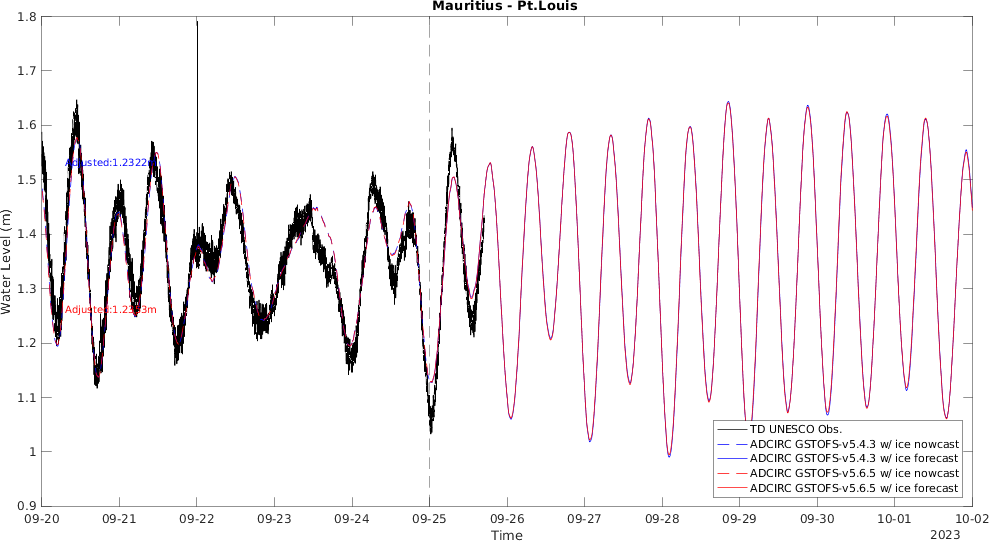 Mauritius - Pt.Louis
1.8
1.7
1.6
1.5
1.4
1.3
1.2
1.1
1
0.9
Water Level (m)
Adjusted:1.2322m
TD UNESCO Obs.
ADCIRC GSTOFS-v5.4.3 w/ ice nowcast
ADCIRC GSTOFS-v5.4.3 w/ ice forecast
ADCIRC GSTOFS-v5.6.5 w/ ice nowcast
ADCIRC GSTOFS-v5.6.5 w/ ice forecast
09-20 09-21 09-22 09-23 09-24 09-25 09-26 09-27 09-28 09-29 09-30 10-01 10-02
Time
2023